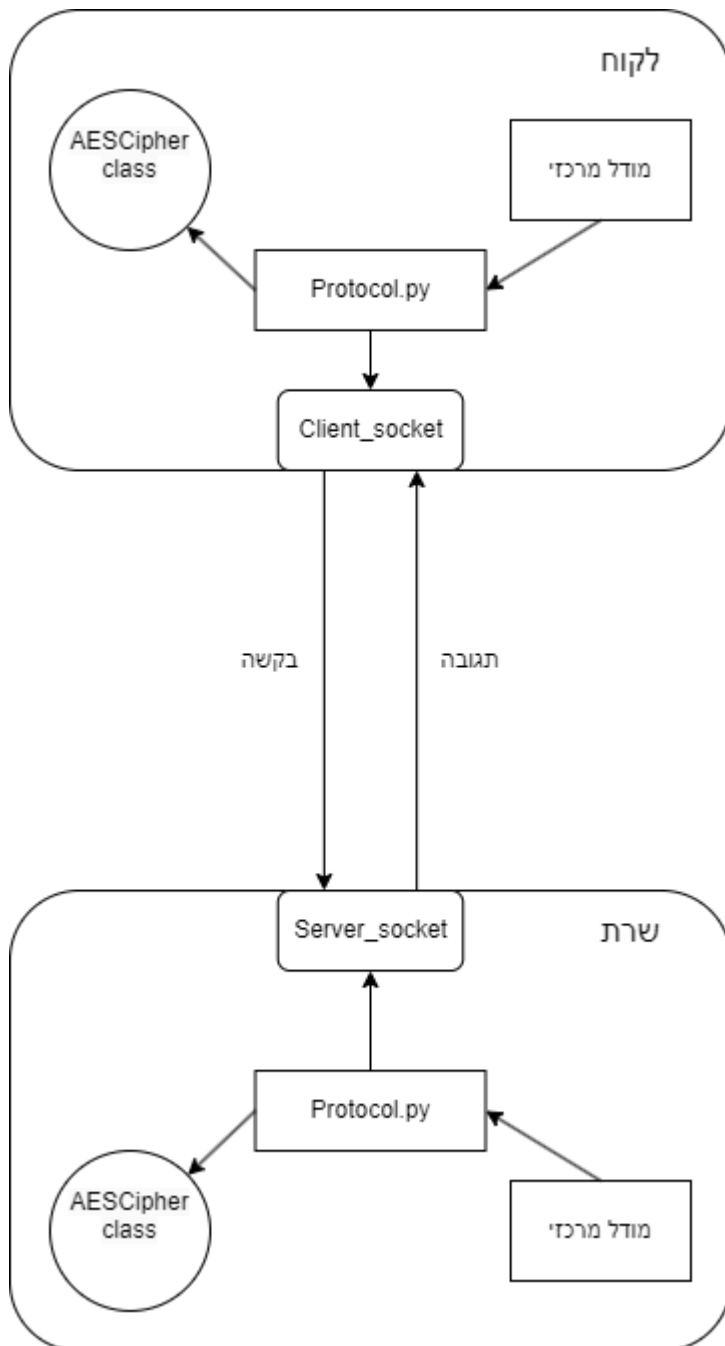 לקוח
AESCipher
class
מודל מרכזי
Protocol.py
Client_socket
בקשה
תגובה
Server_socket
שרת
Protocol.py
AESCipher
class
מודל מרכזי